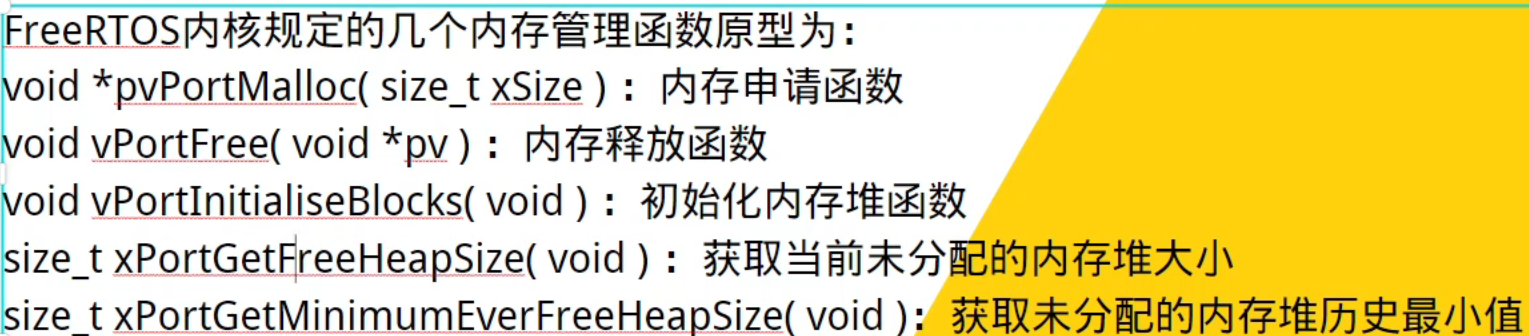 FreeRTOS内核规定的几个内存管理函数原型为：
void *pvPortMalloc( size_t xSize )： 内存申请函数
void vPortFree( void *pv )： 内存释放函数
void vPortInitialiseBlocks( void )： 初始化内存堆函数
size_t xPortGetFreeHeapSize( void )： 获取当前未分配的内存堆大小
size_t xPortGetMinimumEverFreeHeapSize( void )： 获取未分配的内存堆历史最小值